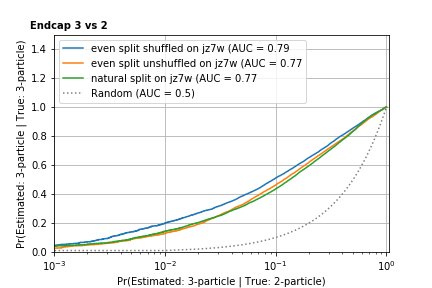 Endcap 3 vs 2
Pr(Estimated: 3-particle | True: 3-particle)
1.4
1.2
1.0
0.8
0.6
0.4
0.2
0.0
even split shuffled on jz7w (AUC = 0.79
even split unshuffled on jz7w (AUC = 0.77
natural split on jz7w (AUC = 0.77
Random (AUC = 0.5)
10⁻³ 10⁻² 10⁻¹ 10⁰
Pr(Estimated: 3-particle | True: 2-particle)